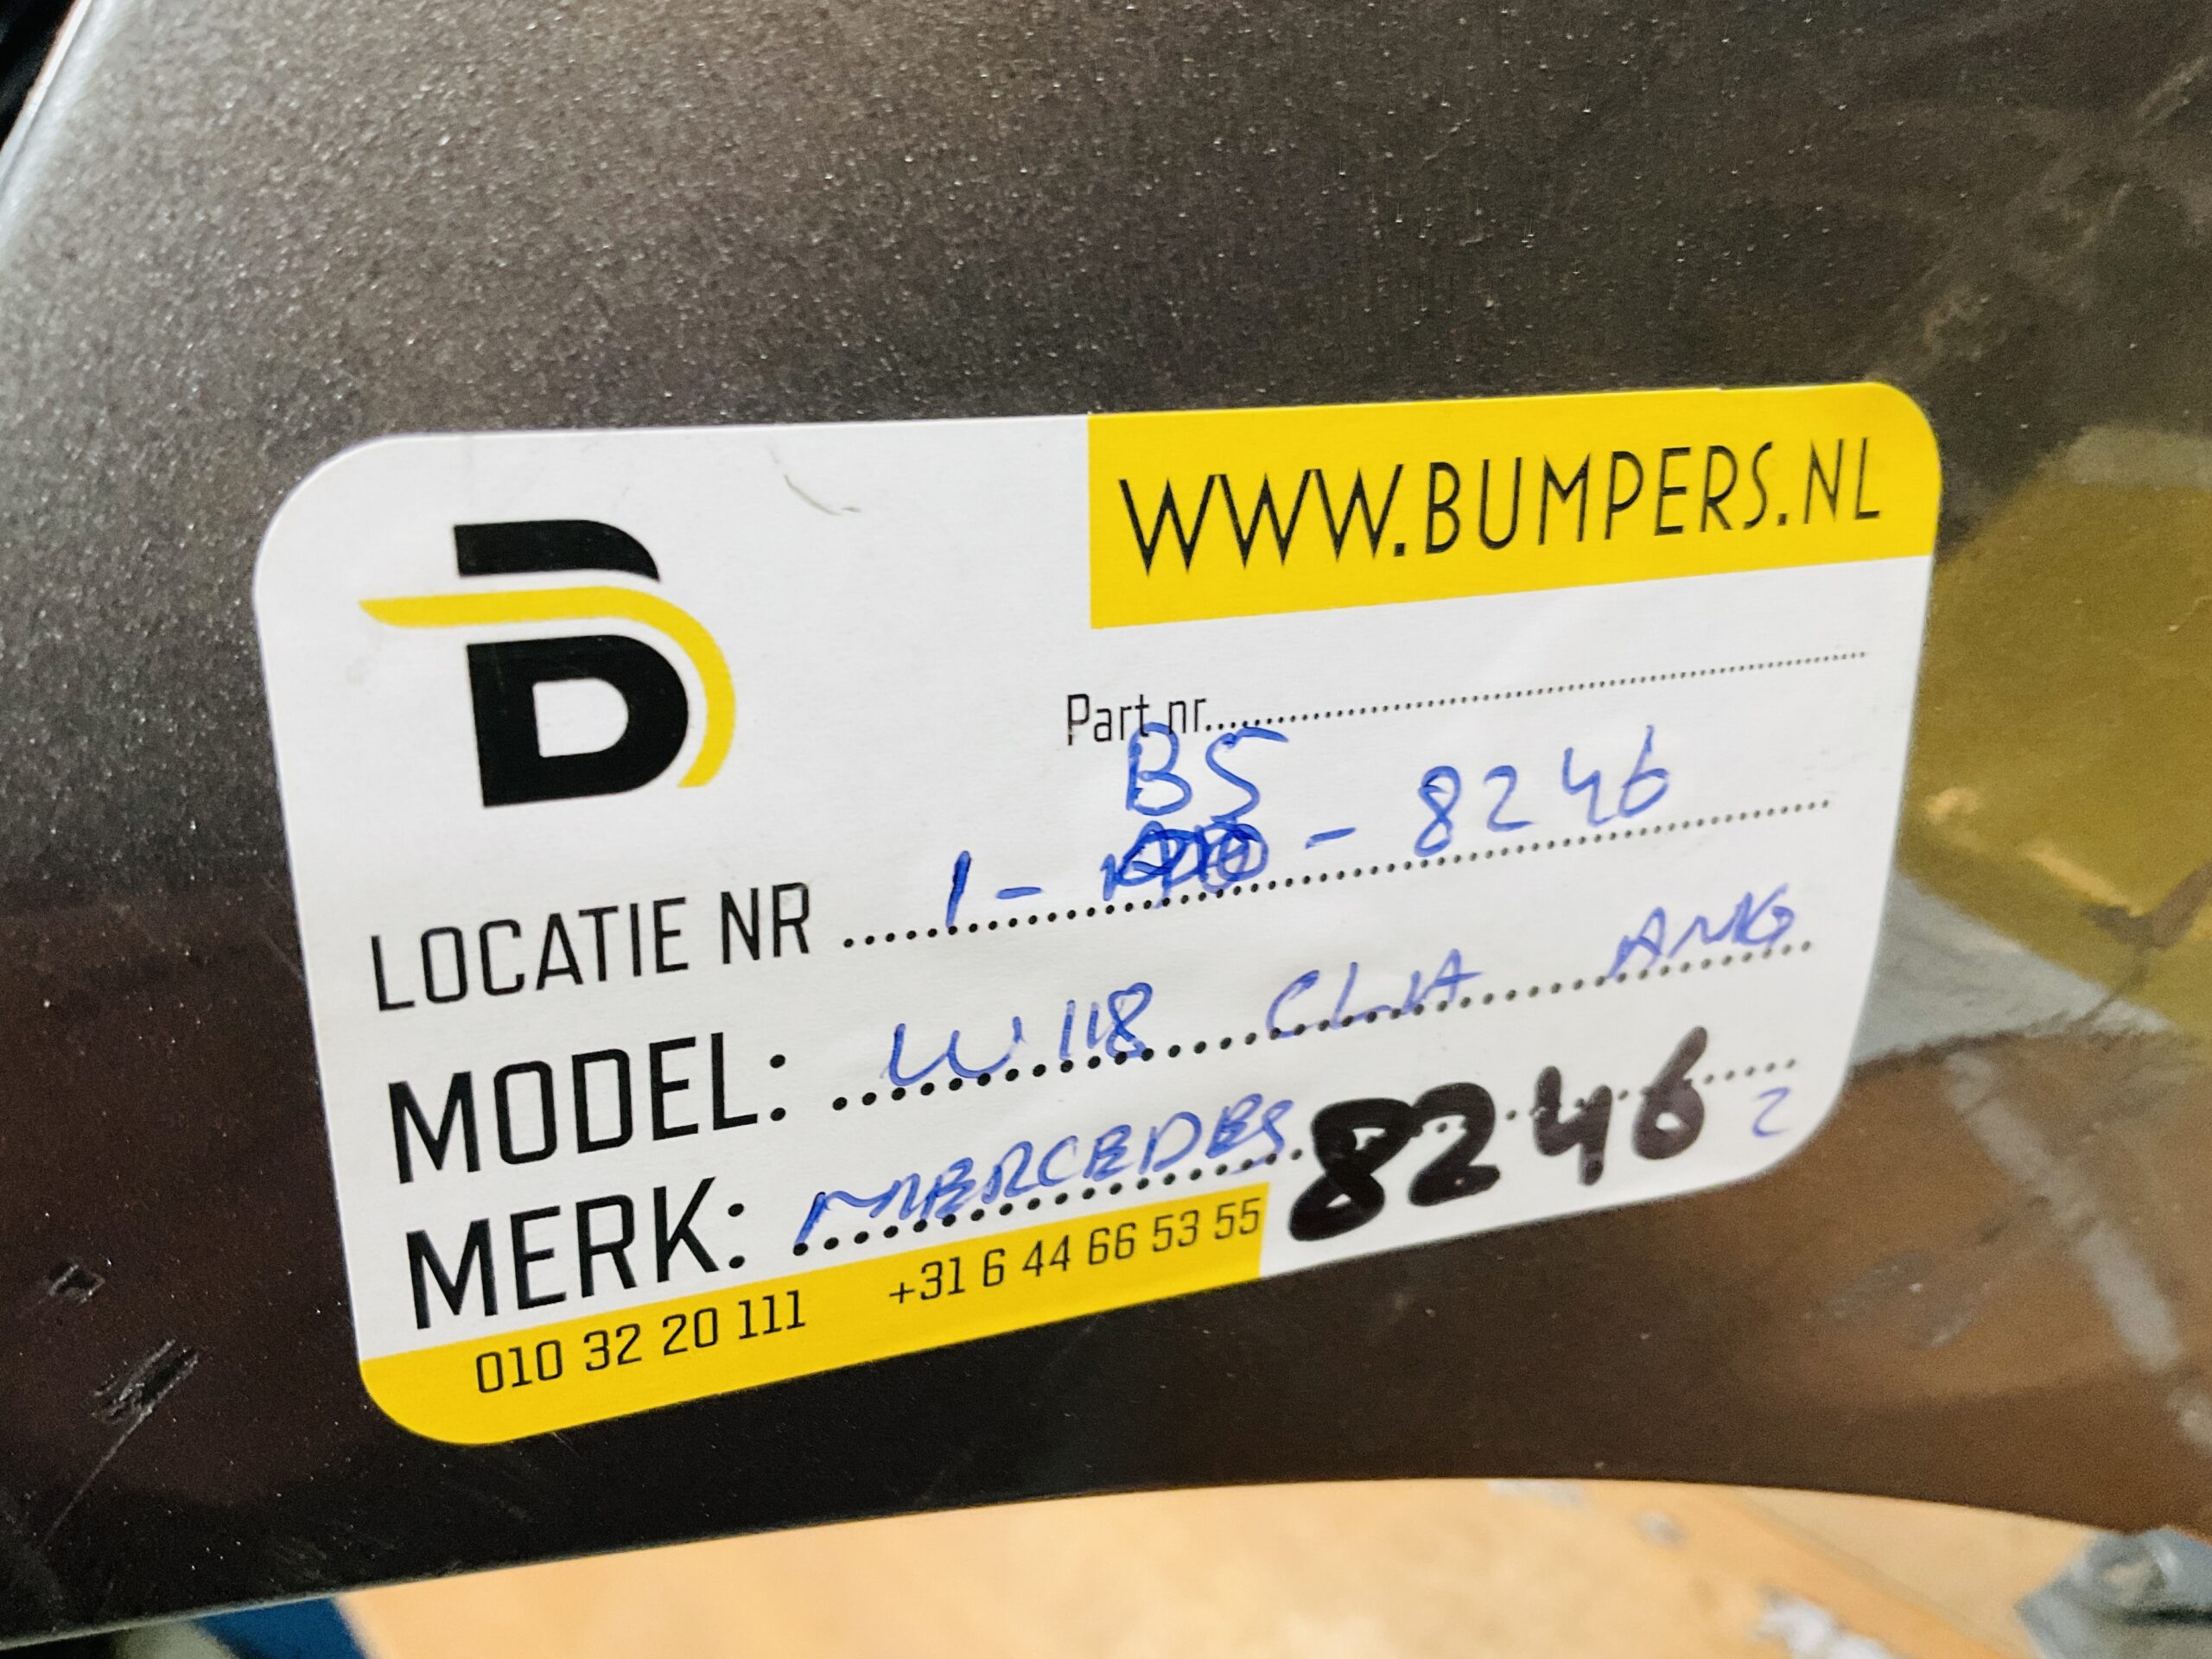 B
WWW.BUMPERS.NL
Part nr
B5
LOCATIE NR 1 - - 8246
MODEL: W118 CLA AMG
MERK: MERCEDES 8246 2
010 32 20 111 +31 6 44 66 53 55